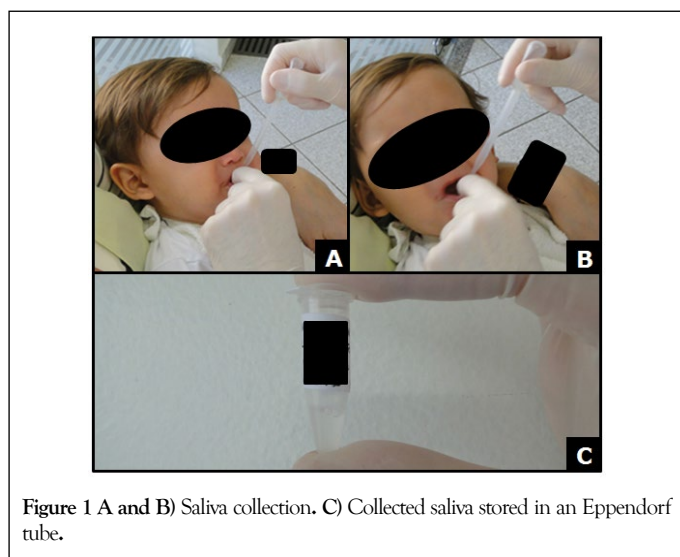 A
B
C
Figure 1 A and B) Saliva collection. C) Collected saliva stored in an Eppendorf
tube.